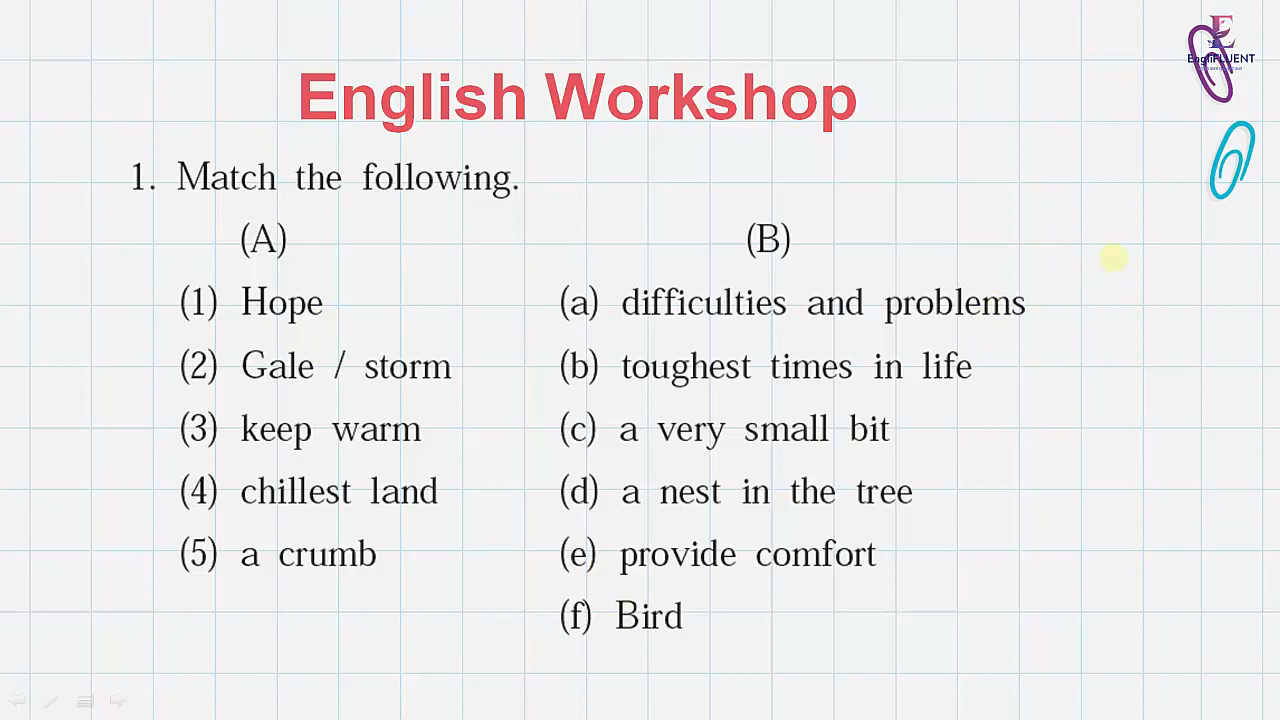 EngliFLUENT
English Workshop
1. Match the following.
(A) (B)
(1) Hope (a) difficulties and problems
(2) Gale / storm (b) toughest times in life
(3) keep warm (c) a very small bit
(4) chillest land (d) a nest in the tree
(5) a crumb (e) provide comfort
(f) Bird